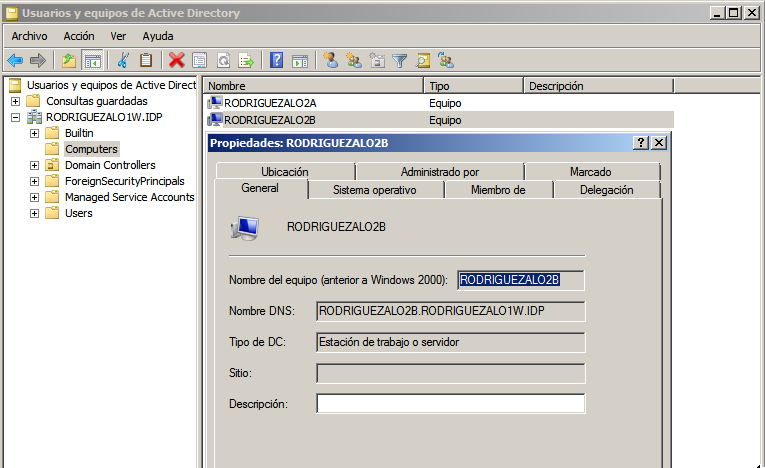 Usuarios y equipos de Active Directory
Archivo Acción Ver Ayuda
Usuarios y equipos de Active Direct
Consultas guardadas
RODRIGUEZALO1W.IDP
Builtin
Computers
Domain Controllers
ForeignSecurityPrincipals
Managed Service Accounts
Users
Nombre Tipo Descripción
RODRIGUEZALO2A Equipo
RODRIGUEZALO2B Equipo
Propiedades: RODRIGUEZALO2B
Ubicación Administrado por Marcado
General Sistema operativo Miembro de Delegación
RODRIGUEZALO2B
Nombre del equipo (anterior a Windows 2000): RODRIGUEZALO2B
Nombre DNS: RODRIGUEZALO2B.RODRIGUEZALO1W.IDP
Tipo de DC: Estación de trabajo o servidor
Sitio:
Descripción: